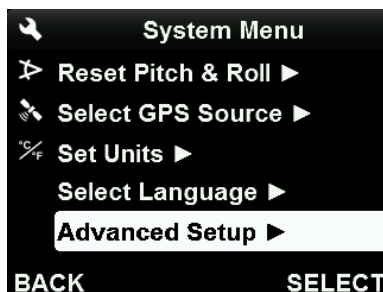 System Menu
Reset Pitch & Roll ►
Select GPS Source ►
°C/°F Set Units ►
Select Language ►
Advanced Setup ►
BACK SELECT